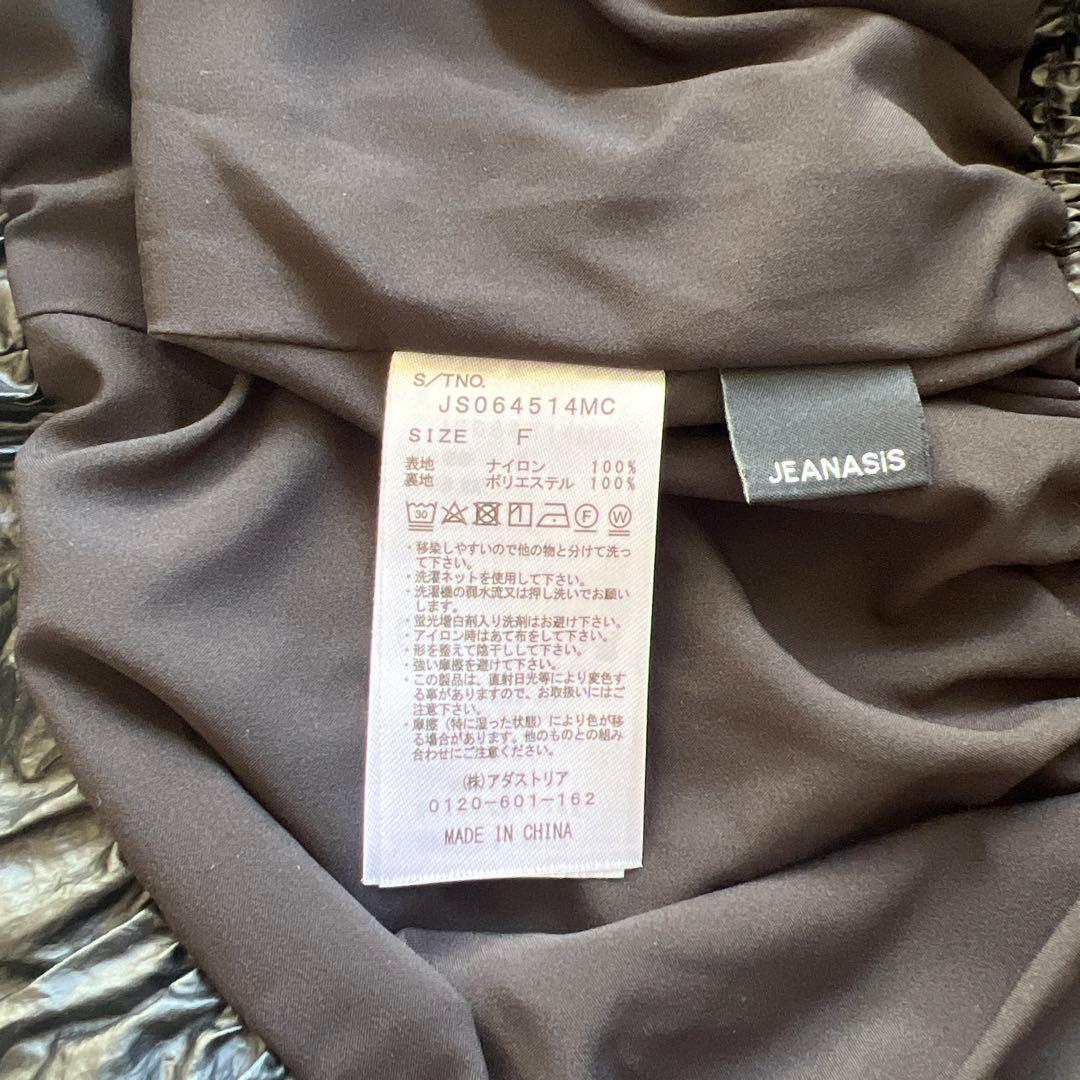 S/TNO.
JS064514MC
SIZE F
表地 ナイロン 100%
裏地 ポリエステル 100%
30 F W
・移染しやすいので他の物と分けて洗っ
て下さい。
・洗濯ネットを使用して下さい。
・洗濯機の弱水流又は押し洗いでお願い
します。
・蛍光増白剤入り洗剤はお避け下さい。
・アイロン時はあて布をして下さい。
・形を整えて陰干しして下さい。
・強い摩擦を避けて下さい。
・この製品は、直射日光等により変色す
る事がありますので、お取扱いにはご
注意下さい。
・摩擦（特に湿った状態）により色が移
る場合があります。他のものとの組み
合わせにご注意ください。
(株)アダストリア
0120-601-162
MADE IN CHINA
JEANASIS